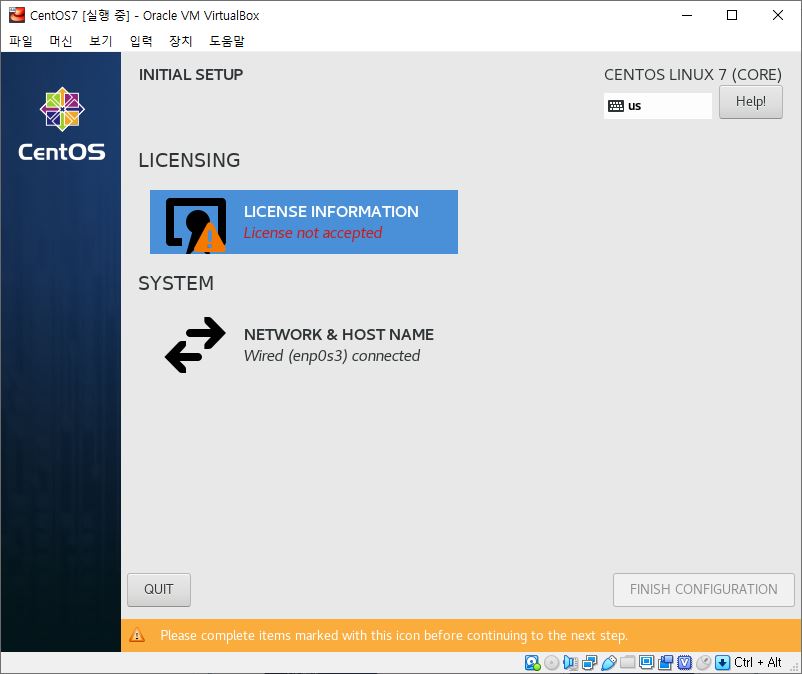 CentOS7 [실행 중] - Oracle VM VirtualBox
파일 머신 보기 입력 장치 도움말
CentOS
INITIAL SETUP
CENTOS LINUX 7 (CORE)
us
Help!
LICENSING
LICENSE INFORMATION
License not accepted
SYSTEM
NETWORK & HOST NAME
Wired (enp0s3) connected
QUIT
FINISH CONFIGURATION
Please complete items marked with this icon before continuing to the next step.
Ctrl + Alt